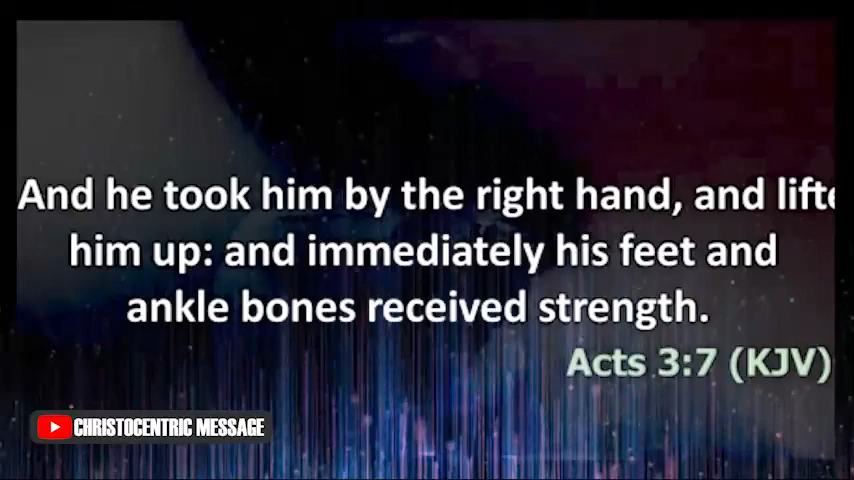 And he took him by the right hand, and lifte
him up: and immediately his feet and
ankle bones received strength.
Acts 3:7 (KJV)
CHRISTOCENTRIC MESSAGE